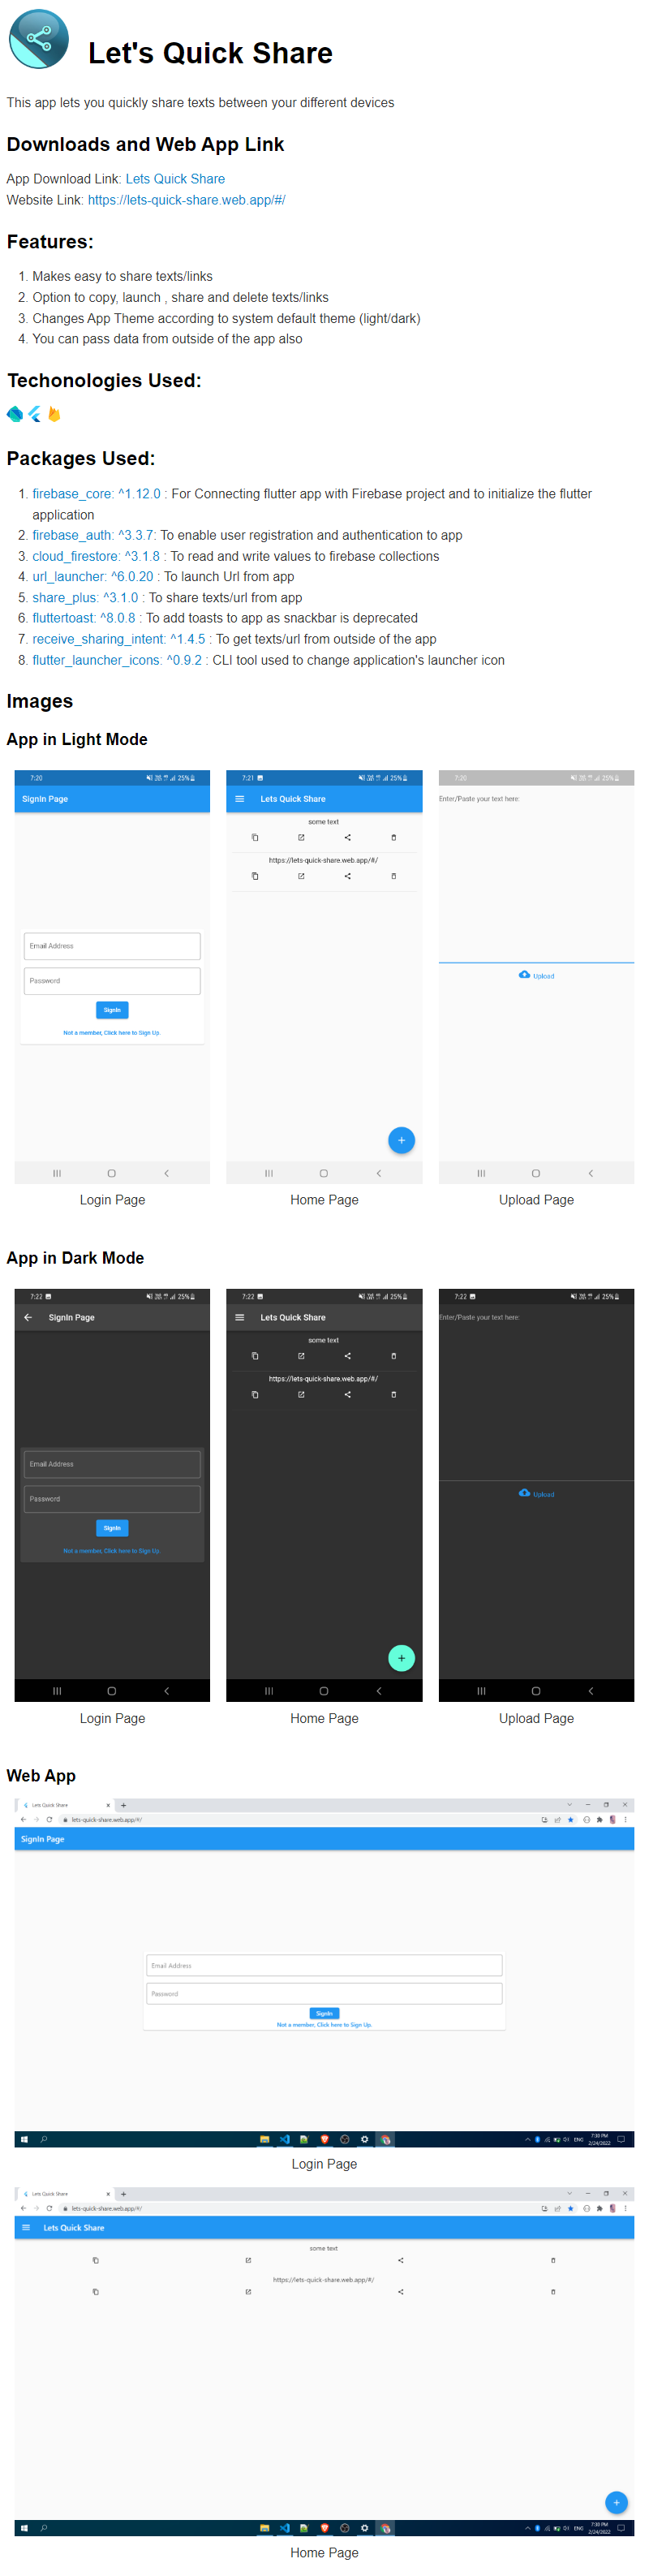 Let's Quick Share
This app lets you quickly share texts between your different devices
Downloads and Web App Link
App Download Link: Lets Quick Share
Website Link: https://lets-quick-share.web.app/#/
Features:
1. Makes easy to share texts/links
2. Option to copy, launch , share and delete texts/links
3. Changes App Theme according to system default theme (light/dark)
4. You can pass data from outside of the app also
Techonologies Used:
Packages Used:
1. firebase_core: ^1.12.0 : For Connecting flutter app with Firebase project and to initialize the flutter
application
2. firebase_auth: ^3.3.7: To enable user registration and authentication to app
3. cloud_firestore: ^3.1.8 : To read and write values to firebase collections
4. url_launcher: ^6.0.20 : To launch Url from app
5. share_plus: ^3.1.0 : To share texts/url from app
6. fluttertoast: ^8.0.8 : To add toasts to app as snackbar is deprecated
7. receive_sharing_intent: ^1.4.5 : To get texts/url from outside of the app
8. flutter_launcher_icons: ^0.9.2 : CLI tool used to change application's launcher icon
Images
App in Light Mode
7:20 25%
SignIn Page
Email Address
Password
SignIn
Not a member, Click here to Sign Up.
Login Page
7:21 25%
Lets Quick Share
some text
https://lets-quick-share.web.app/#/
Home Page
7:20 25%
Enter/Paste your text here:
Upload
Upload Page
App in Dark Mode
7:22 25%
SignIn Page
Email Address
Password
SignIn
Not a member, Click here to Sign Up
Login Page
7:22 25%
Lets Quick Share
some text
https://lets-quick-share.web.app/#/
Home Page
7:22 25%
Enter/Paste your text here:
Upload
Upload Page
Web App
Lets Quick Share
lets-quick-share.web.app/#/
SignIn Page
Email Address
Password
SignIn
Not a member, Click here to Sign Up.
ENG 7:38 PM
2/24/2022
Login Page
Lets Quick Share
lets-quick-share.web.app/#/
Lets Quick Share
some text
https://lets-quick-share.web.app/#/
ENG 7:38 PM
2/24/2022
Home Page